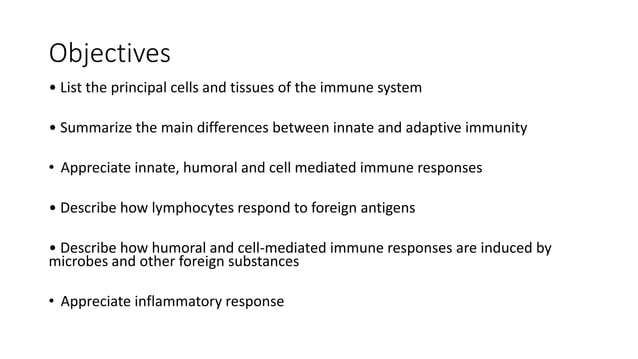 Objectives
• List the principal cells and tissues of the immune system
• Summarize the main differences between innate and adaptive immunity
• Appreciate innate, humoral and cell mediated immune responses
• Describe how lymphocytes respond to foreign antigens
• Describe how humoral and cell-mediated immune responses are induced by
microbes and other foreign substances
• Appreciate inflammatory response